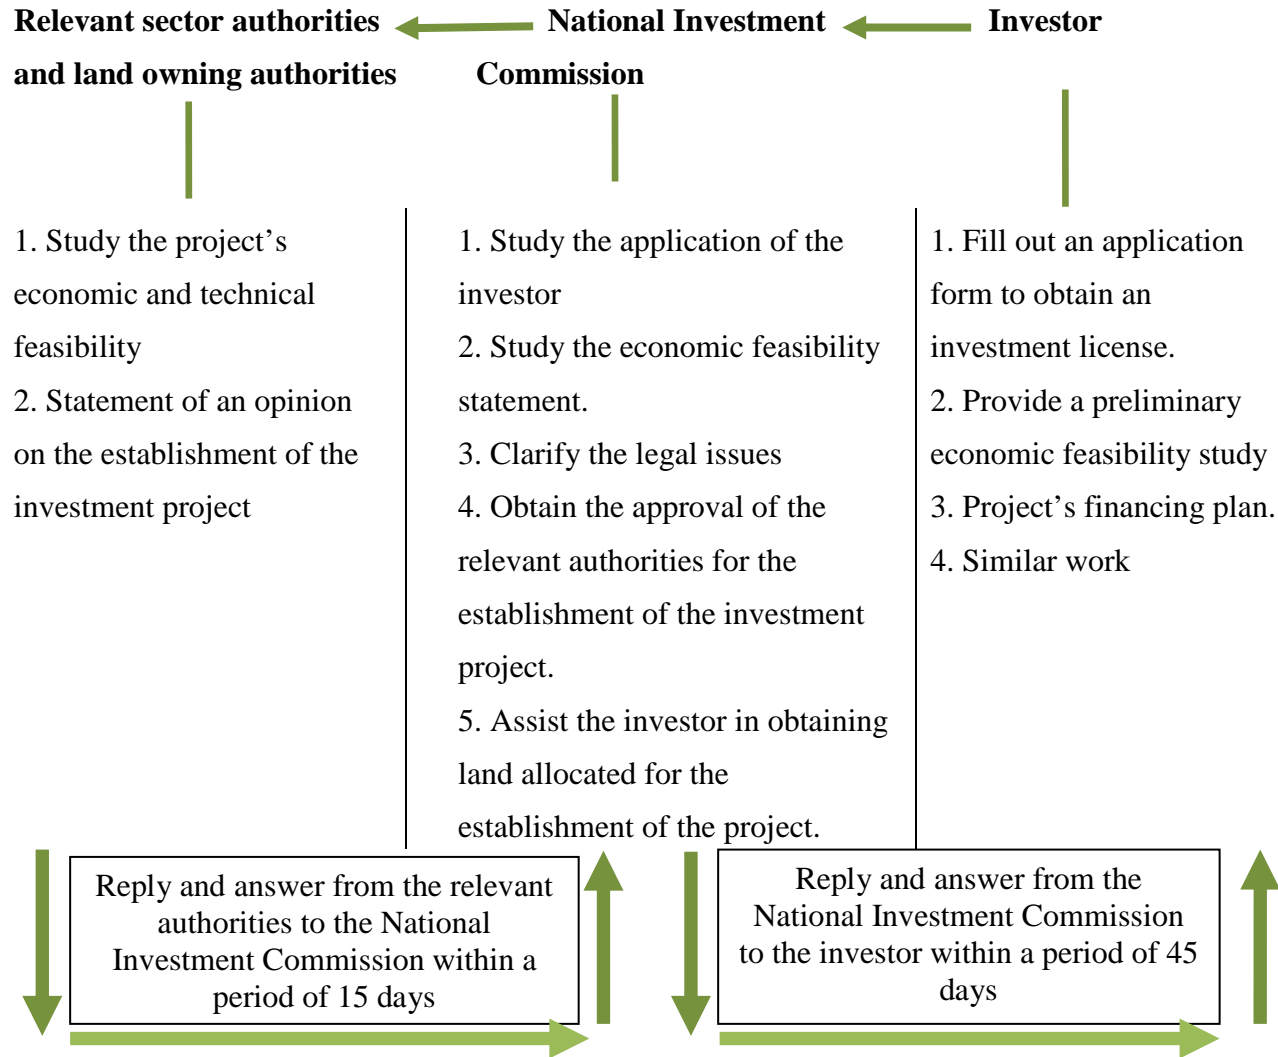 Relevant sector authorities
and land owning authorities
National Investment
Commission
Investor
1. Study the project’s
economic and technical
feasibility
2. Statement of an opinion
on the establishment of the
investment project
1. Study the application of the
investor
2. Study the economic feasibility
statement.
3. Clarify the legal issues
4. Obtain the approval of the
relevant authorities for the
establishment of the investment
project.
5. Assist the investor in obtaining
land allocated for the
establishment of the project.
1. Fill out an application
form to obtain an
investment license.
2. Provide a preliminary
economic feasibility study
3. Project’s financing plan.
4. Similar work
Reply and answer from the relevant
authorities to the National
Investment Commission within a
period of 15 days
Reply and answer from the
National Investment Commission
to the investor within a period of 45
days